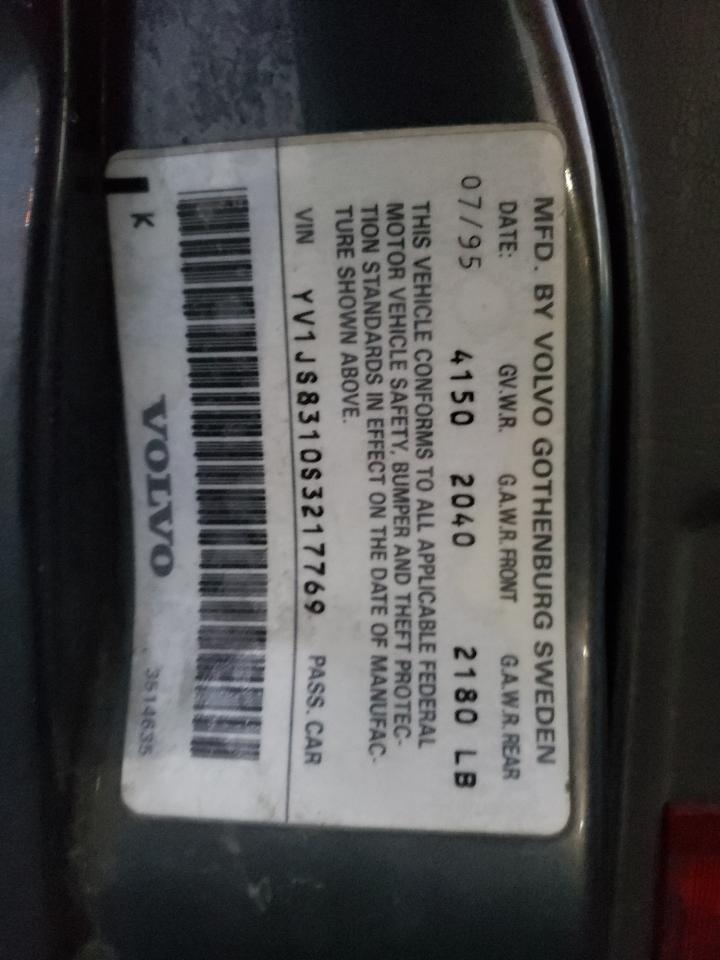 MFD. BY VOLVO GOTHENBURG SWEDEN
DATE: GV.W.R. G.A.W.R. FRONT G.A.W.R. REAR
07/95 4150 2040 2180 LB
THIS VEHICLE CONFORMS TO ALL APPLICABLE FEDERAL
MOTOR VEHICLE SAFETY, BUMPER AND THEFT PROTEC-
TION STANDARDS IN EFFECT ON THE DATE OF MANUFAC-
TURE SHOWN ABOVE.
VIN YV1JS8310S3217769 PASS. CAR
K VOLVO 3514635